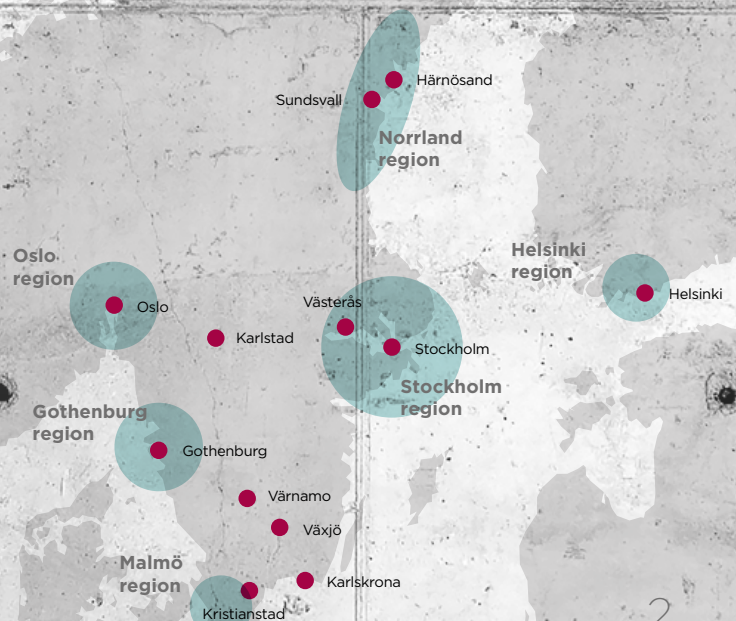 Härnösand
Sundsvall
Norrland
region
Oslo
region
Helsinki
region
Oslo
Helsinki
Västerås
Karlstad
Stockholm
Stockholm
region
Gothenburg
region
Gothenburg
Värnamo
Växjö
Malmö
region
Karlskrona
Kristianstad
2